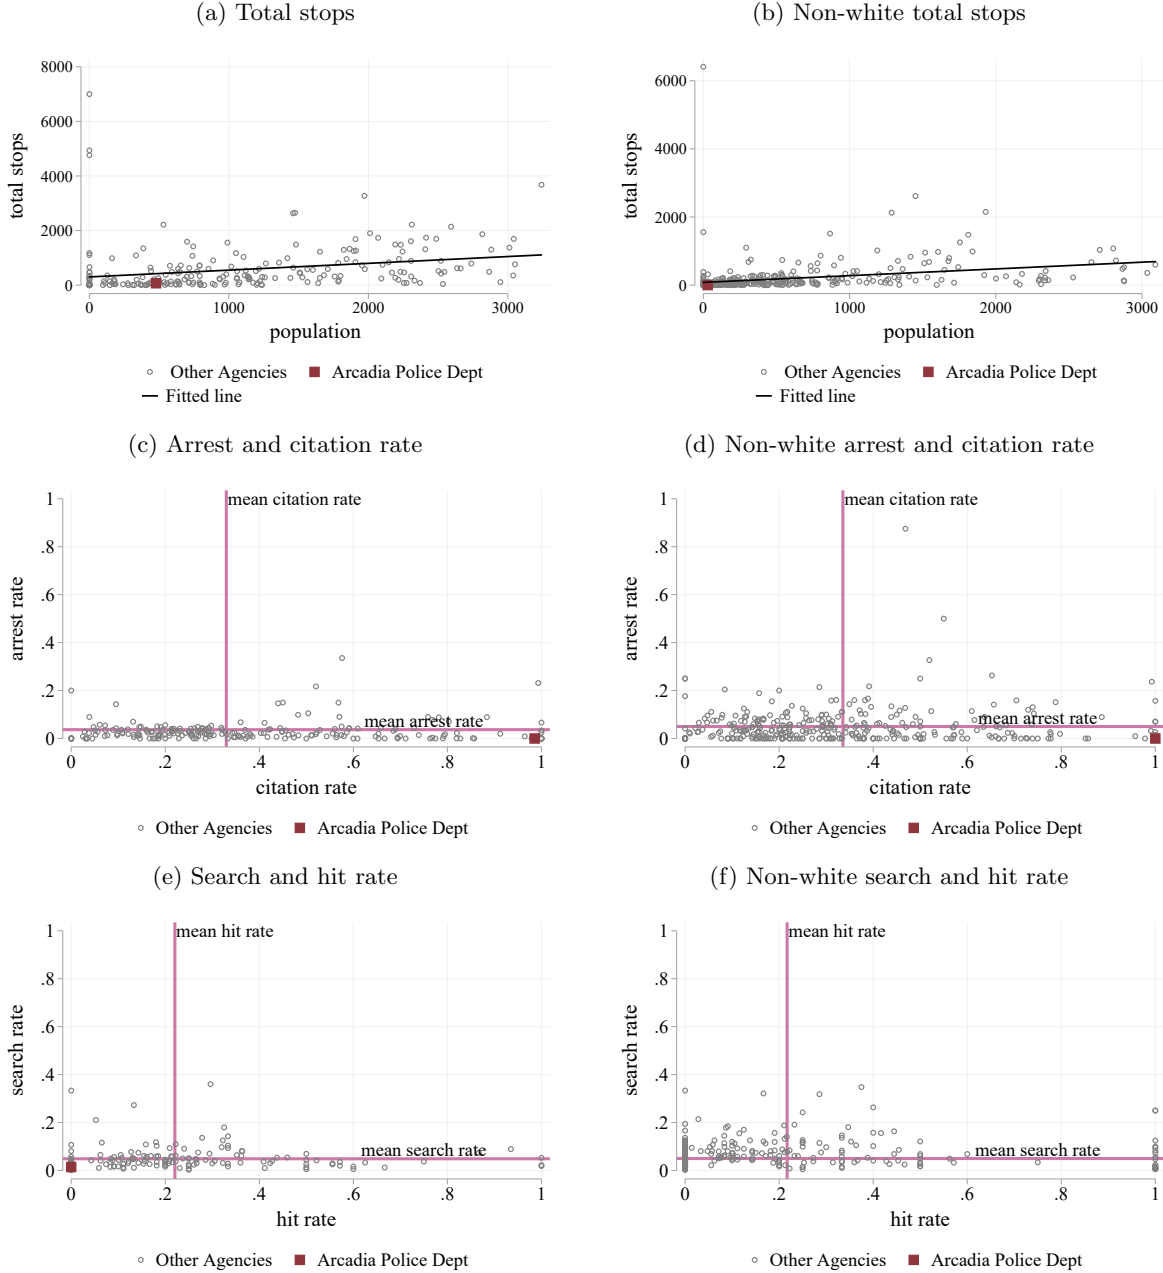 (a) Total stops
(b) Non-white total stops
8000
6000
4000
2000
0
total stops
0 1000 2000 3000
population
Other Agencies Arcadia Police Dept
Fitted line
6000
4000
2000
0
total stops
0 1000 2000 3000
population
Other Agencies Arcadia Police Dept
Fitted line
(c) Arrest and citation rate
(d) Non-white arrest and citation rate
1
.8
.6
.4
.2
0
arrest rate
mean citation rate
mean arrest rate
0 .2 .4 .6 .8 1
citation rate
Other Agencies Arcadia Police Dept
1
.8
.6
.4
.2
0
arrest rate
mean citation rate
mean arrest rate
0 .2 .4 .6 .8 1
citation rate
Other Agencies Arcadia Police Dept
(e) Search and hit rate
(f) Non-white search and hit rate
1
.8
.6
.4
.2
0
search rate
mean hit rate
mean search rate
0 .2 .4 .6 .8 1
hit rate
Other Agencies Arcadia Police Dept
1
.8
.6
.4
.2
0
search rate
mean hit rate
mean search rate
0 .2 .4 .6 .8 1
hit rate
Other Agencies Arcadia Police Dept